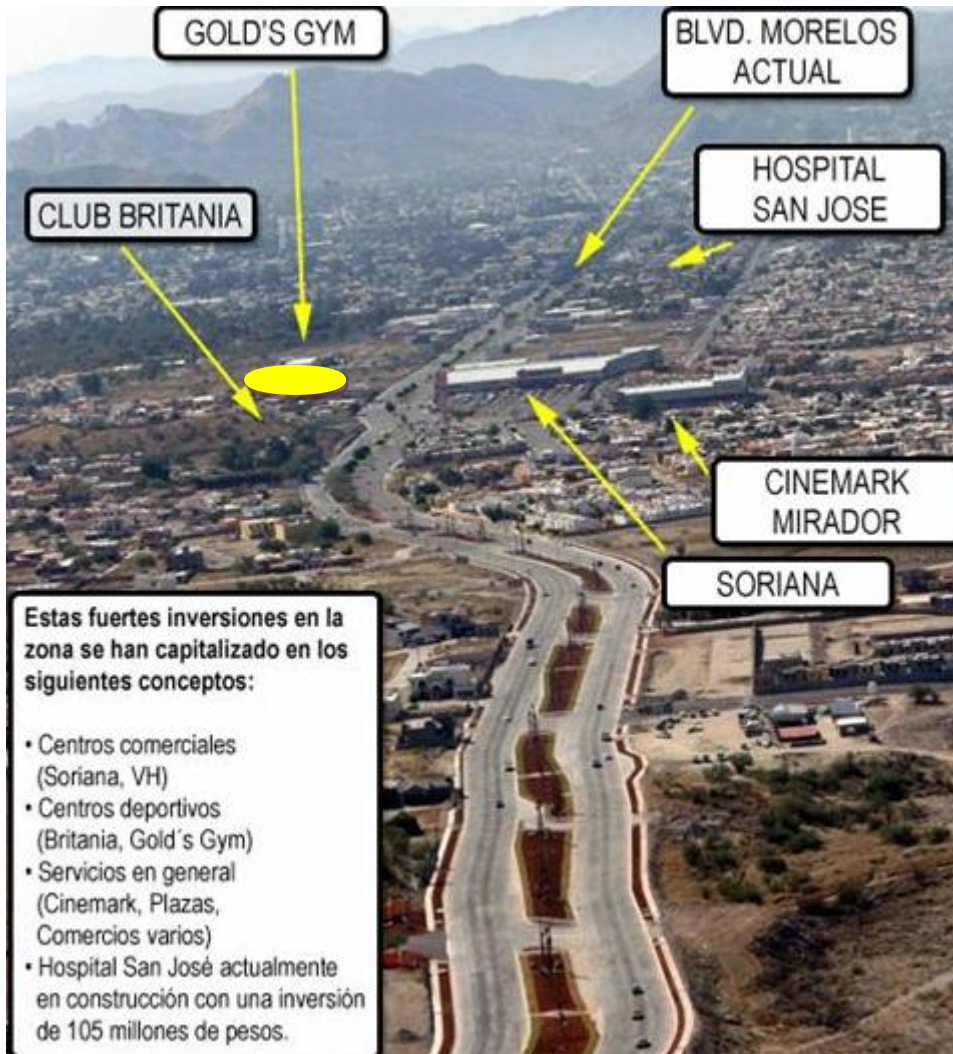 GOLD'S GYM
BLVD. MORELOS
ACTUAL
HOSPITAL
SAN JOSE
CLUB BRITANIA
CINEMARK
MIRADOR
SORIANA
Estas fuertes inversiones en la
zona se han capitalizado en los
siguientes conceptos:
• Centros comerciales
(Soriana, VH)
• Centros deportivos
(Britania, Gold´s Gym)
• Servicios en general
(Cinemark, Plazas,
Comercios varios)
• Hospital San José actualmente
en construcción con una inversión
de 105 millones de pesos.